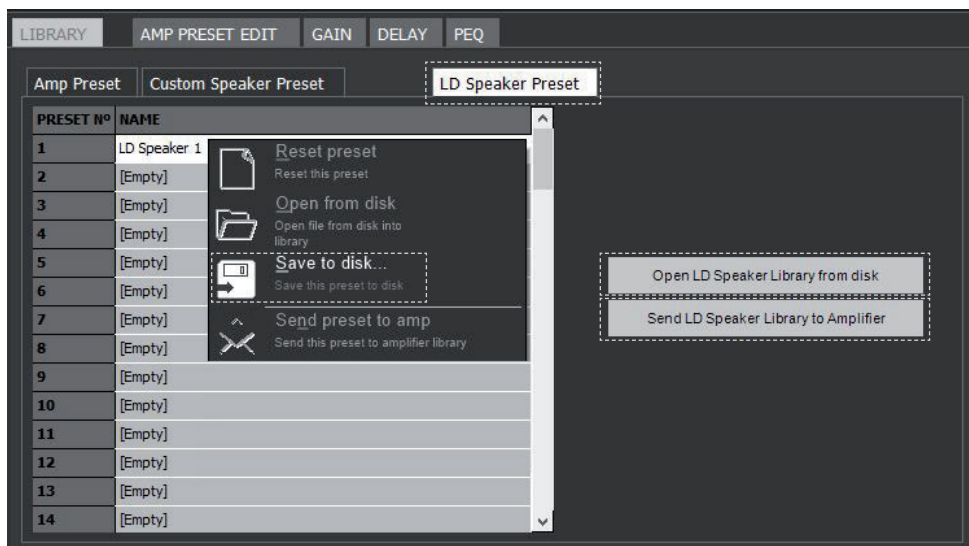 LIBRARY AMP PRESET EDIT GAIN DELAY PEQ
Amp Preset Custom Speaker Preset LD Speaker Preset
PRESET Nº NAME
1 LD Speaker 1
2 [Empty]
3 [Empty]
4 [Empty]
5 [Empty]
6 [Empty]
7 [Empty]
8 [Empty]
9 [Empty]
10 [Empty]
11 [Empty]
12 [Empty]
13 [Empty]
14 [Empty]
Reset preset
Reset this preset
Open from disk
Open file from disk into
library
Save to disk...
Save this preset to disk
Send preset to amp
Send this preset to amplifier library
Open LD Speaker Library from disk
Send LD Speaker Library to Amplifier